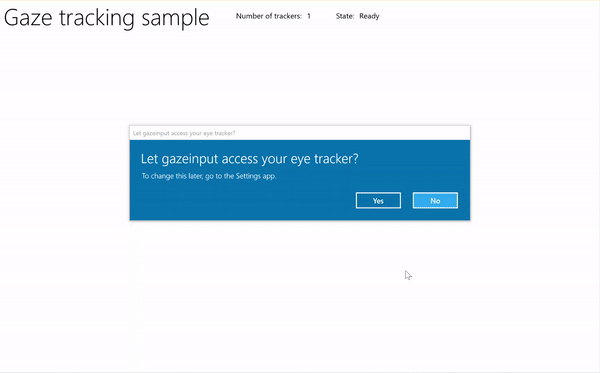 Gaze tracking sample Number of trackers: 1 State: Ready
Let gazeinput access your eye tracker?
Let gazeinput access your eye tracker?
To change this later, go to the Settings app.
Yes No